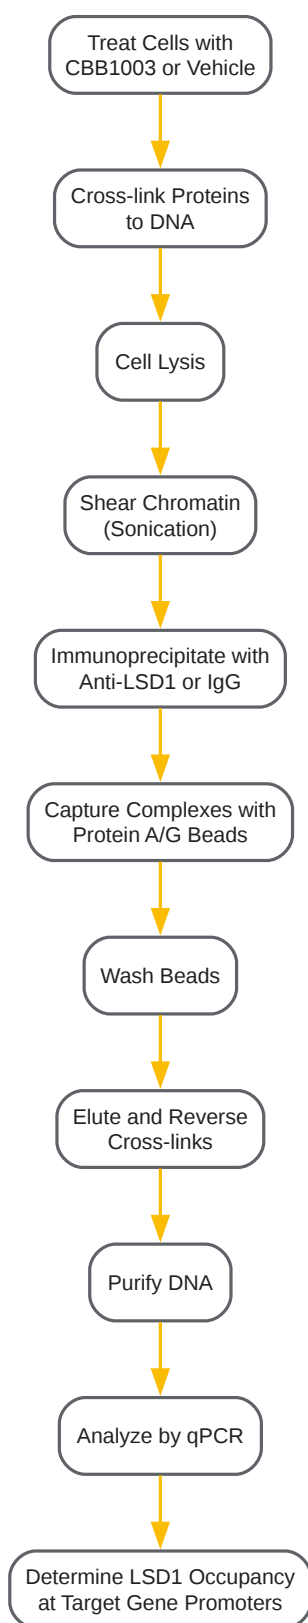 Treat Cells with
CBB1003 or Vehicle
Cross-link Proteins
to DNA
Cell Lysis
Shear Chromatin
(Sonication)
Immunoprecipitate with
Anti-LSD1 or IgG
Capture Complexes with
Protein A/G Beads
Wash Beads
Elute and Reverse
Cross-links
Purify DNA
Analyze by qPCR
Determine LSD1 Occupancy
at Target Gene Promoters